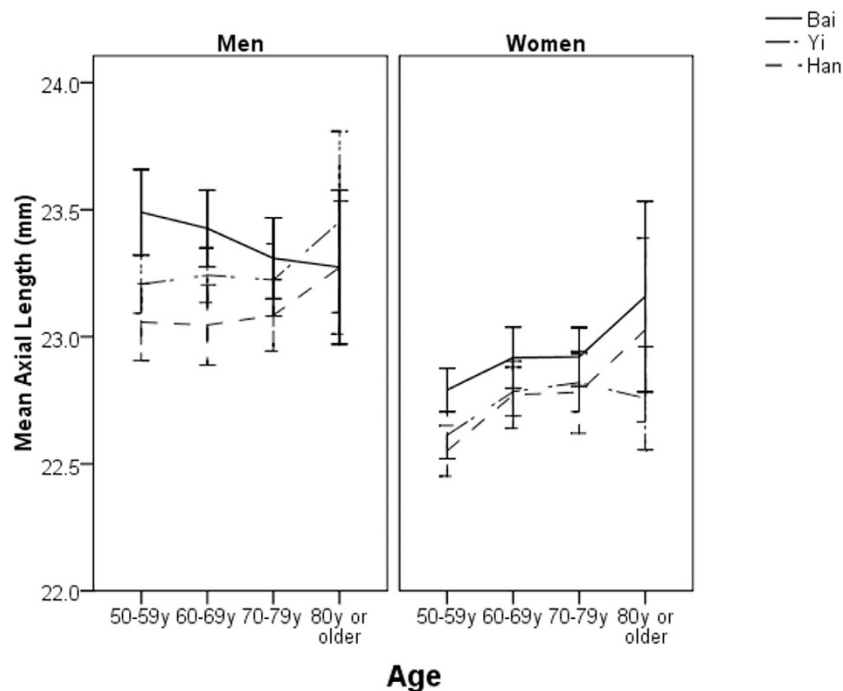 Bai
Yi
Han
Men
Women
Mean Axial Length (mm)
24.0
23.5
23.0
22.5
22.0
50-59y 60-69y 70-79y 80y or older
50-59y 60-69y 70-79y 80y or older
Age